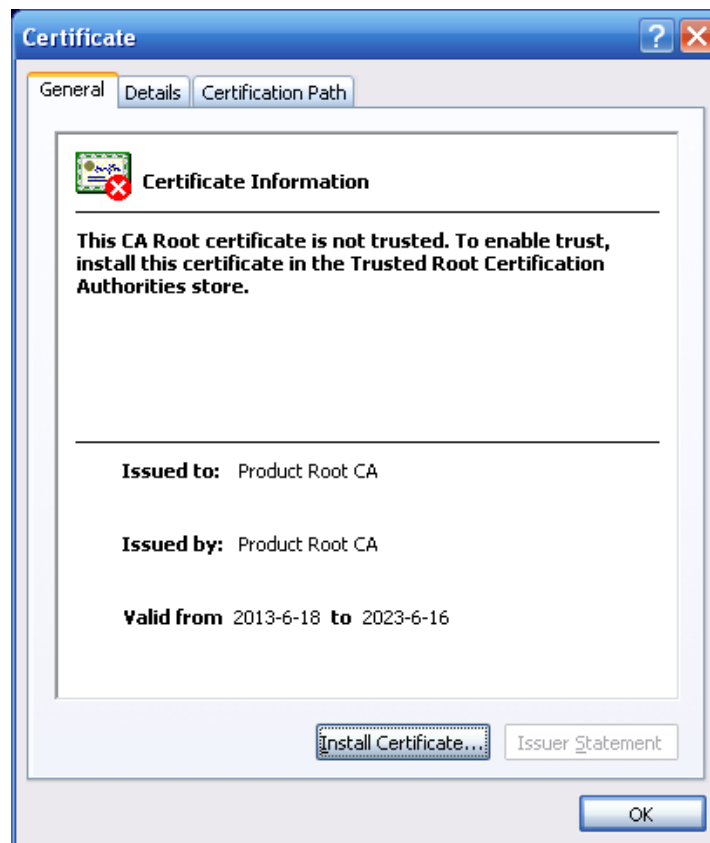 Certificate
General Details Certification Path
Certificate Information
This CA Root certificate is not trusted. To enable trust,
install this certificate in the Trusted Root Certification
Authorities store.
Issued to: Product Root CA
Issued by: Product Root CA
Valid from 2013-6-18 to 2023-6-16
Install Certificate... Issuer Statement
OK